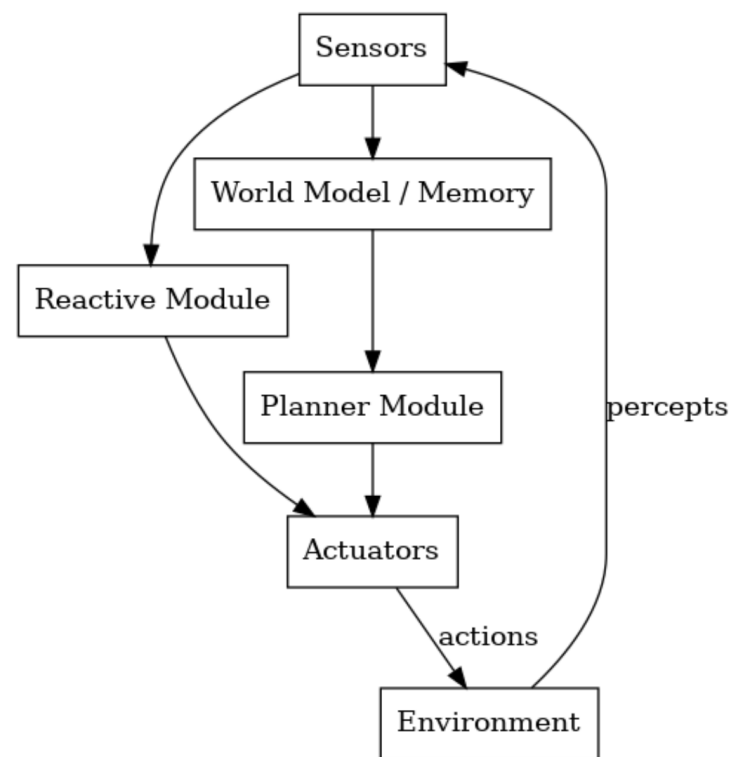 Sensors
World Model / Memory
Reactive Module
Planner Module
percepts
Actuators
actions
Environment